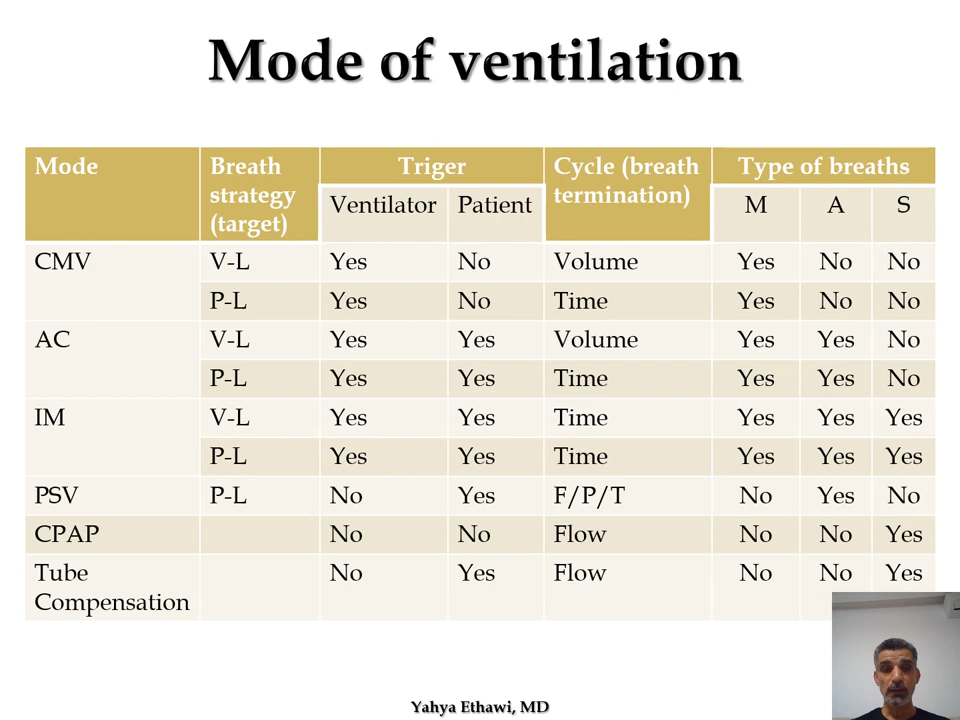 Mode of ventilation
Mode Breath strategy (target) Triger Cycle (breath termination) Type of breaths
Ventilator Patient M A S
CMV V-L Yes No Volume Yes No No
P-L Yes No Time Yes No No
AC V-L Yes Yes Volume Yes Yes No
P-L Yes Yes Time Yes Yes No
IM V-L Yes Yes Time Yes Yes Yes
P-L Yes Yes Time Yes Yes Yes
PSV P-L No Yes F/P/T No Yes No
CPAP No No Flow No No Yes
Tube Compensation No Yes Flow No No Yes
Yahya Ethawi, MD